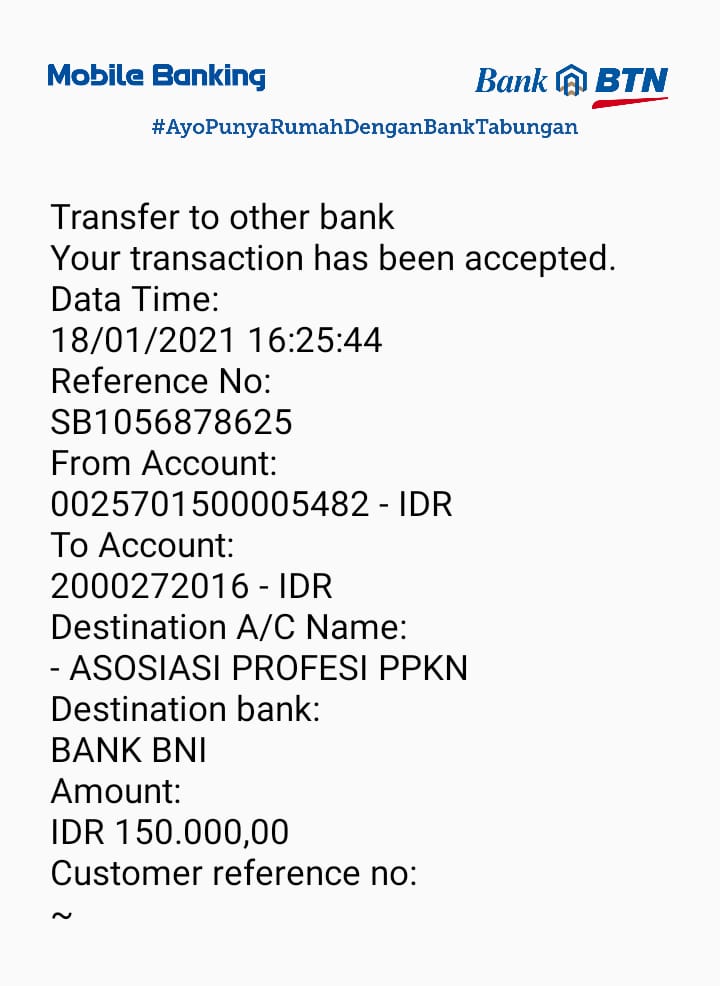 Mobile Banking
Bank BTN
#AyoPunyaRumahDenganBankTabungan
Transfer to other bank
Your transaction has been accepted.
Data Time:
18/01/2021 16:25:44
Reference No:
SB1056878625
From Account:
0025701500005482 - IDR
To Account:
2000272016 - IDR
Destination A/C Name:
- ASOSIASI PROFESI PPKN
Destination bank:
BANK BNI
Amount:
IDR 150.000,00
Customer reference no:
~